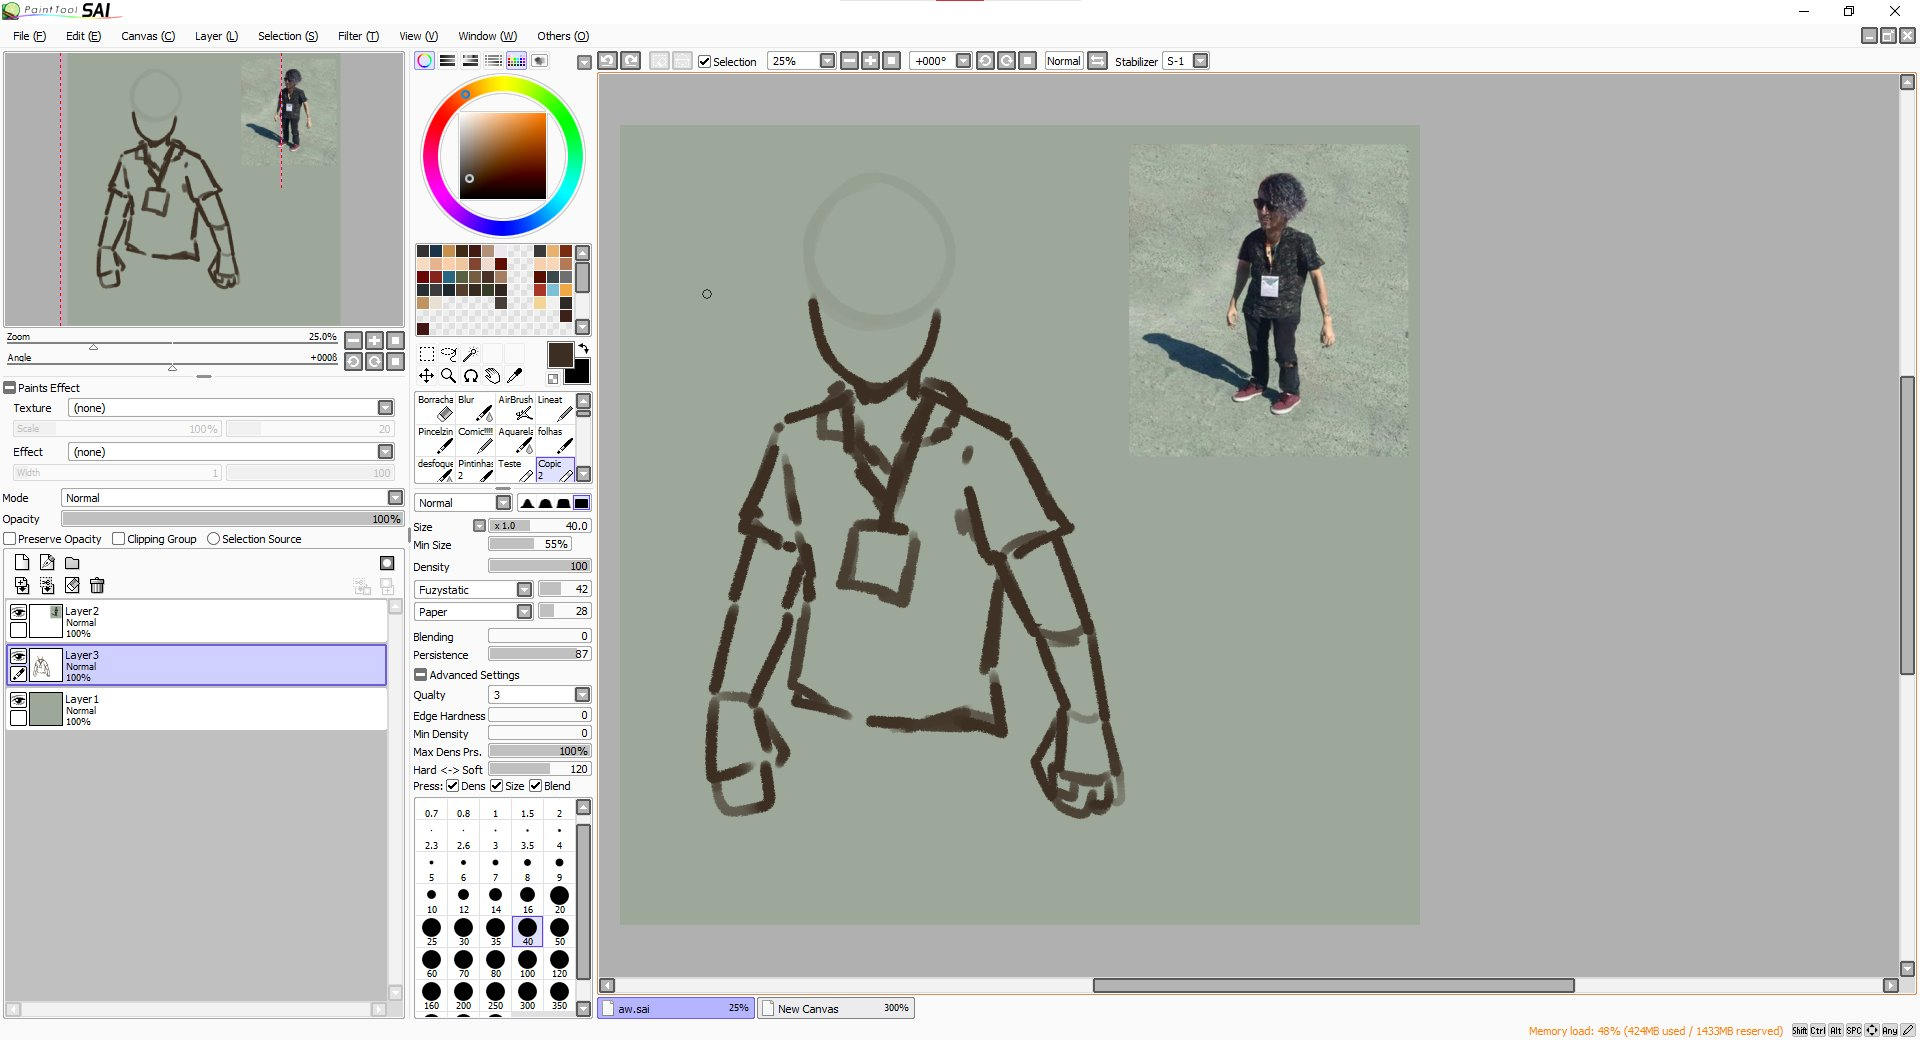 PaintTool SAI
File (F) Edit (E) Canvas (C) Layer (L) Selection (S) Filter (T) View (V) Window (W) Others (O)
Selection 25% +000° Normal Stabilizer S-1
Zoom 25.0%
Angle +000ß
Paints Effect
Texture (none)
Scale 100% 20
Effect (none)
Width 1 100
Mode Normal
Opacity 100%
Preserve Opacity Clipping Group Selection Source
Layer2
Normal
100%
Layer3
Normal
100%
Layer1
Normal
100%
Borracha Blur AirBrush Lineat
Pincelzin Comic!!!! Aquarela folhas
desfoque Pintinhas Teste Copic
2 2
Normal
Size x 1.0 40.0
Min Size 55%
Density 100
Fuzystatic 42
Paper 28
Blending 0
Persistence 87
Advanced Settings
Qualty 3
Edge Hardness 0
Min Density 0
Max Dens Prs. 100%
Hard <-> Soft 120
Press: Dens Size Blend
0.7 0.8 1 1.5 2
2.3 2.6 3 3.5 4
5 6 7 8 9
10 12 14 16 20
25 30 35 40 50
60 70 80 100 120
160 200 250 300 350
aw.sai 25% New Canvas 300%
Memory load: 48% (424MB used / 1433MB reserved) Shift Ctrl Alt SPC Any